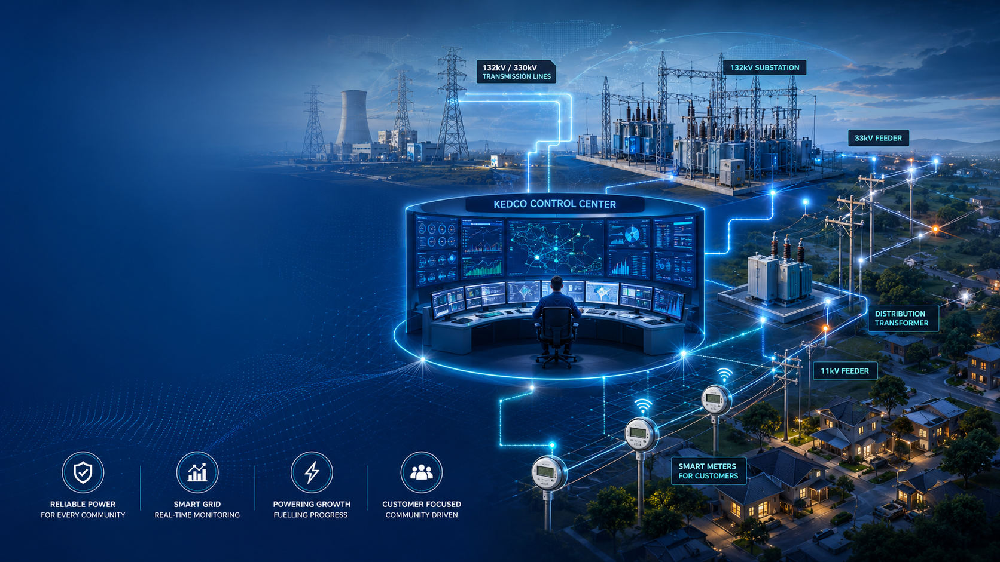 132kV / 330kV
TRANSMISSION LINES
132kV SUBSTATION
33kV FEEDER
KEDCO CONTROL CENTER
DISTRIBUTION
TRANSFORMER
11kV FEEDER
SMART METERS
FOR CUSTOMERS
RELIABLE POWER
FOR EVERY COMMUNITY
SMART GRID
REAL-TIME MONITORING
POWERING GROWTH
FUELLING PROGRESS
CUSTOMER FOCUSED
COMMUNITY DRIVEN